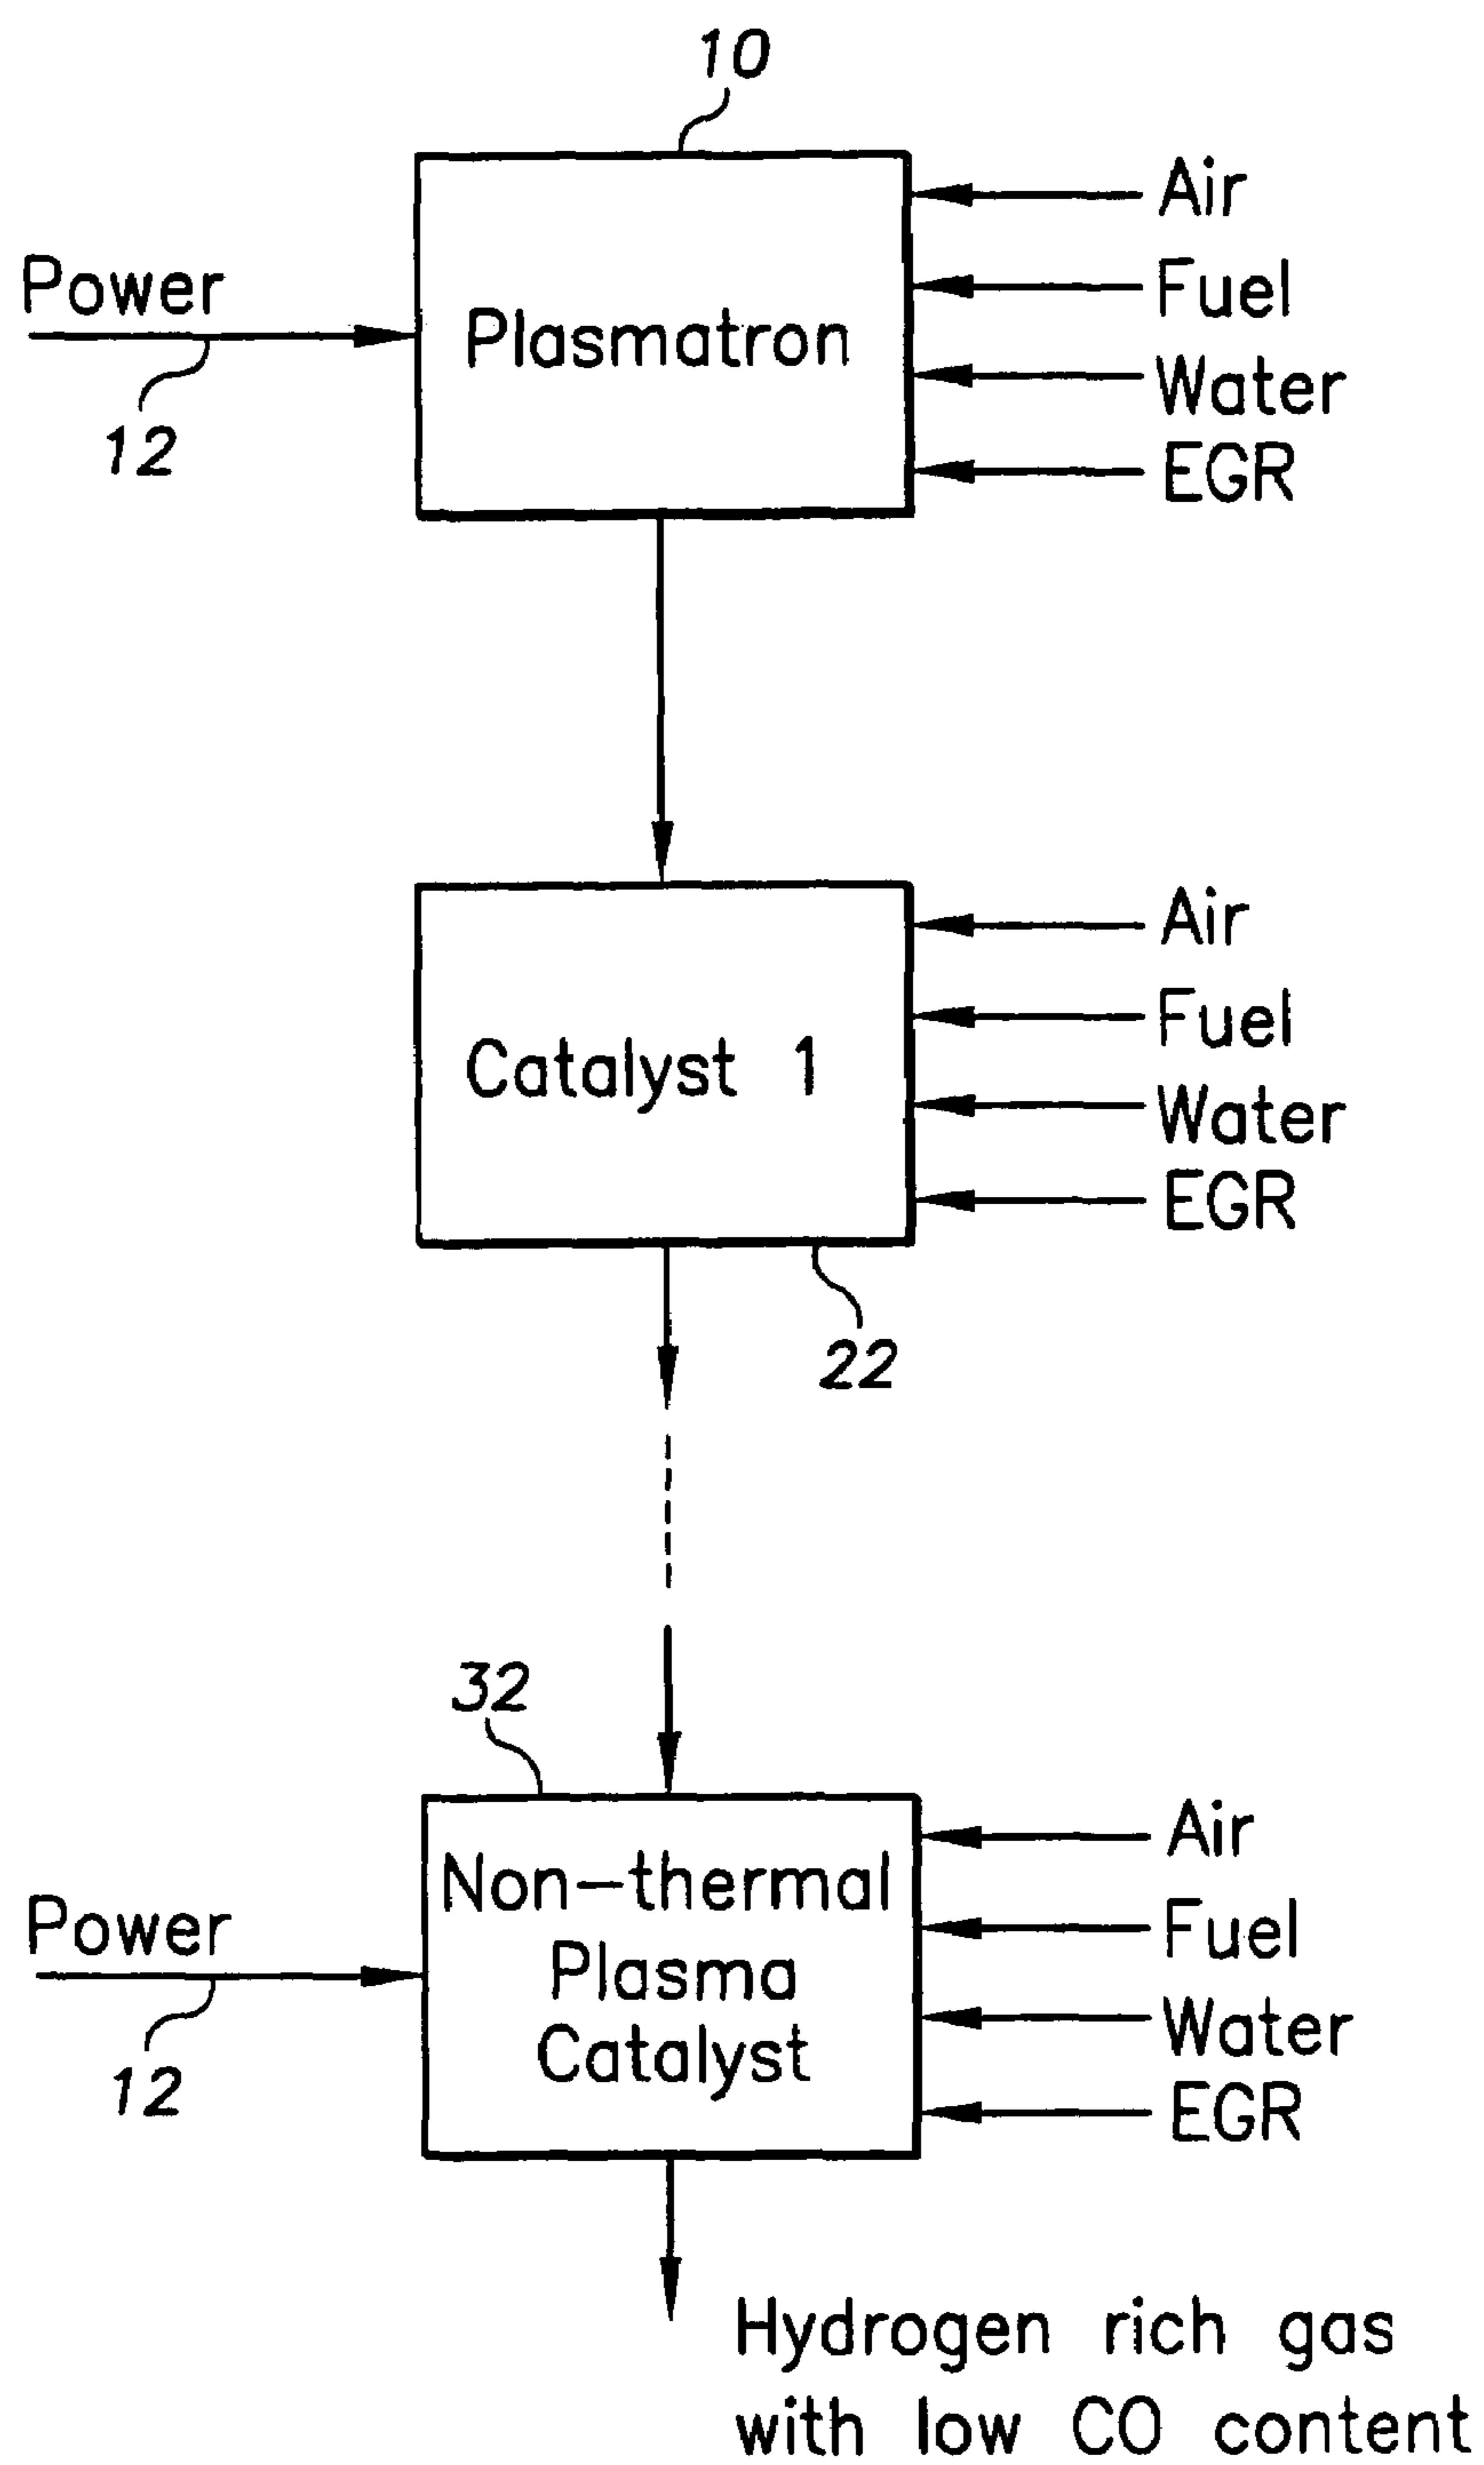 10
Air
Fuel
Water
EGR
Power
12
Plasmatron
Air
Fuel
Water
EGR
Catalyst 1
22
32
Air
Fuel
Water
EGR
Non-thermal
Plasma
Catalyst
Power
12
Hydrogen rich gas
with low CO content